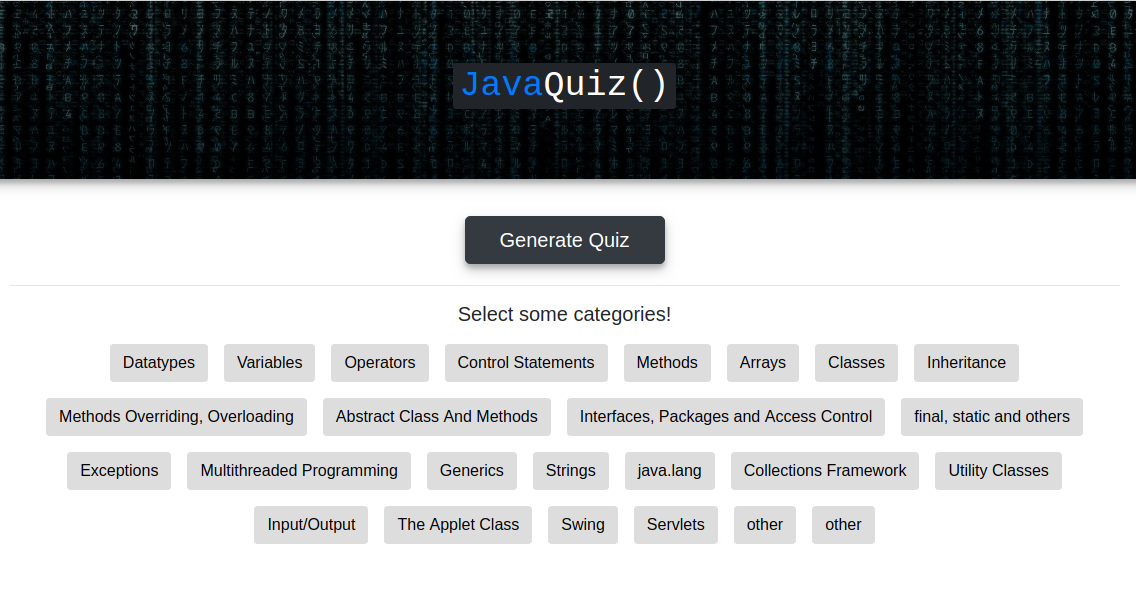 JavaQuiz()
Generate Quiz
Select some categories!
Datatypes Variables Operators Control Statements Methods Arrays Classes Inheritance
Methods Overriding, Overloading Abstract Class And Methods Interfaces, Packages and Access Control final, static and others
Exceptions Multithreaded Programming Generics Strings java.lang Collections Framework Utility Classes
Input/Output The Applet Class Swing Servlets other other